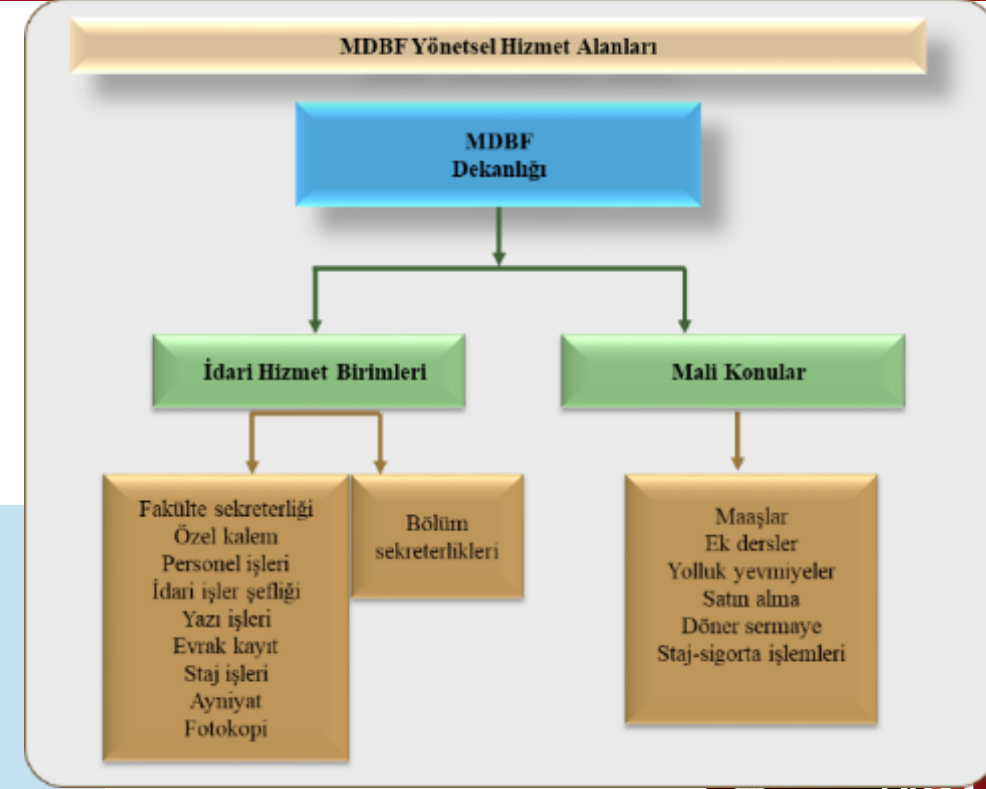 MDBF Yönetsel Hizmet Alanları
MDBF
Dekanlığı
İdari Hizmet Birimleri
Mali Konular
Fakülte sekreterliği
Özel kalem
Personel işleri
İdari işler şefliği
Yazı işleri
Evrak kayıt
Staj işleri
Ayniyat
Fotokopi
Bölüm
sekreterlikleri
Maaşlar
Ek dersler
Yolluk yevmiyeler
Satın alma
Döner sermaye
Staj-sigorta işlemleri